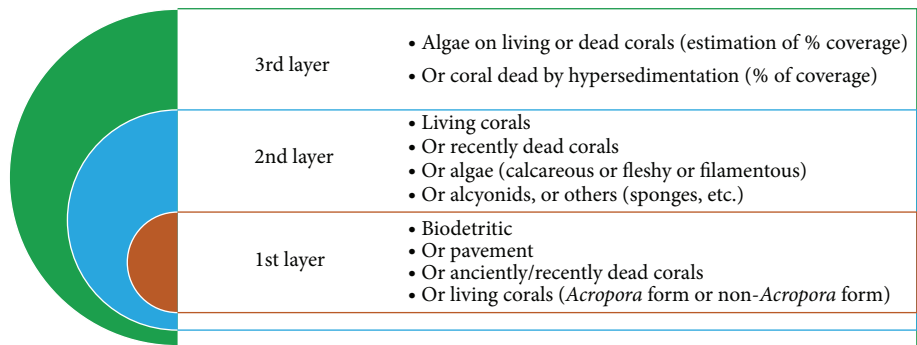 3rd layer
• Algae on living or dead corals (estimation of % coverage)
• Or coral dead by hypersedimentation (% of coverage)
2nd layer
• Living corals
• Or recently dead corals
• Or algae (calcareous or fleshy or filamentous)
• Or alcyonids, or others (sponges, etc.)
1st layer
• Biodetritic
• Or pavement
• Or anciently/recently dead corals
• Or living corals (Acropora form or non-Acropora form)